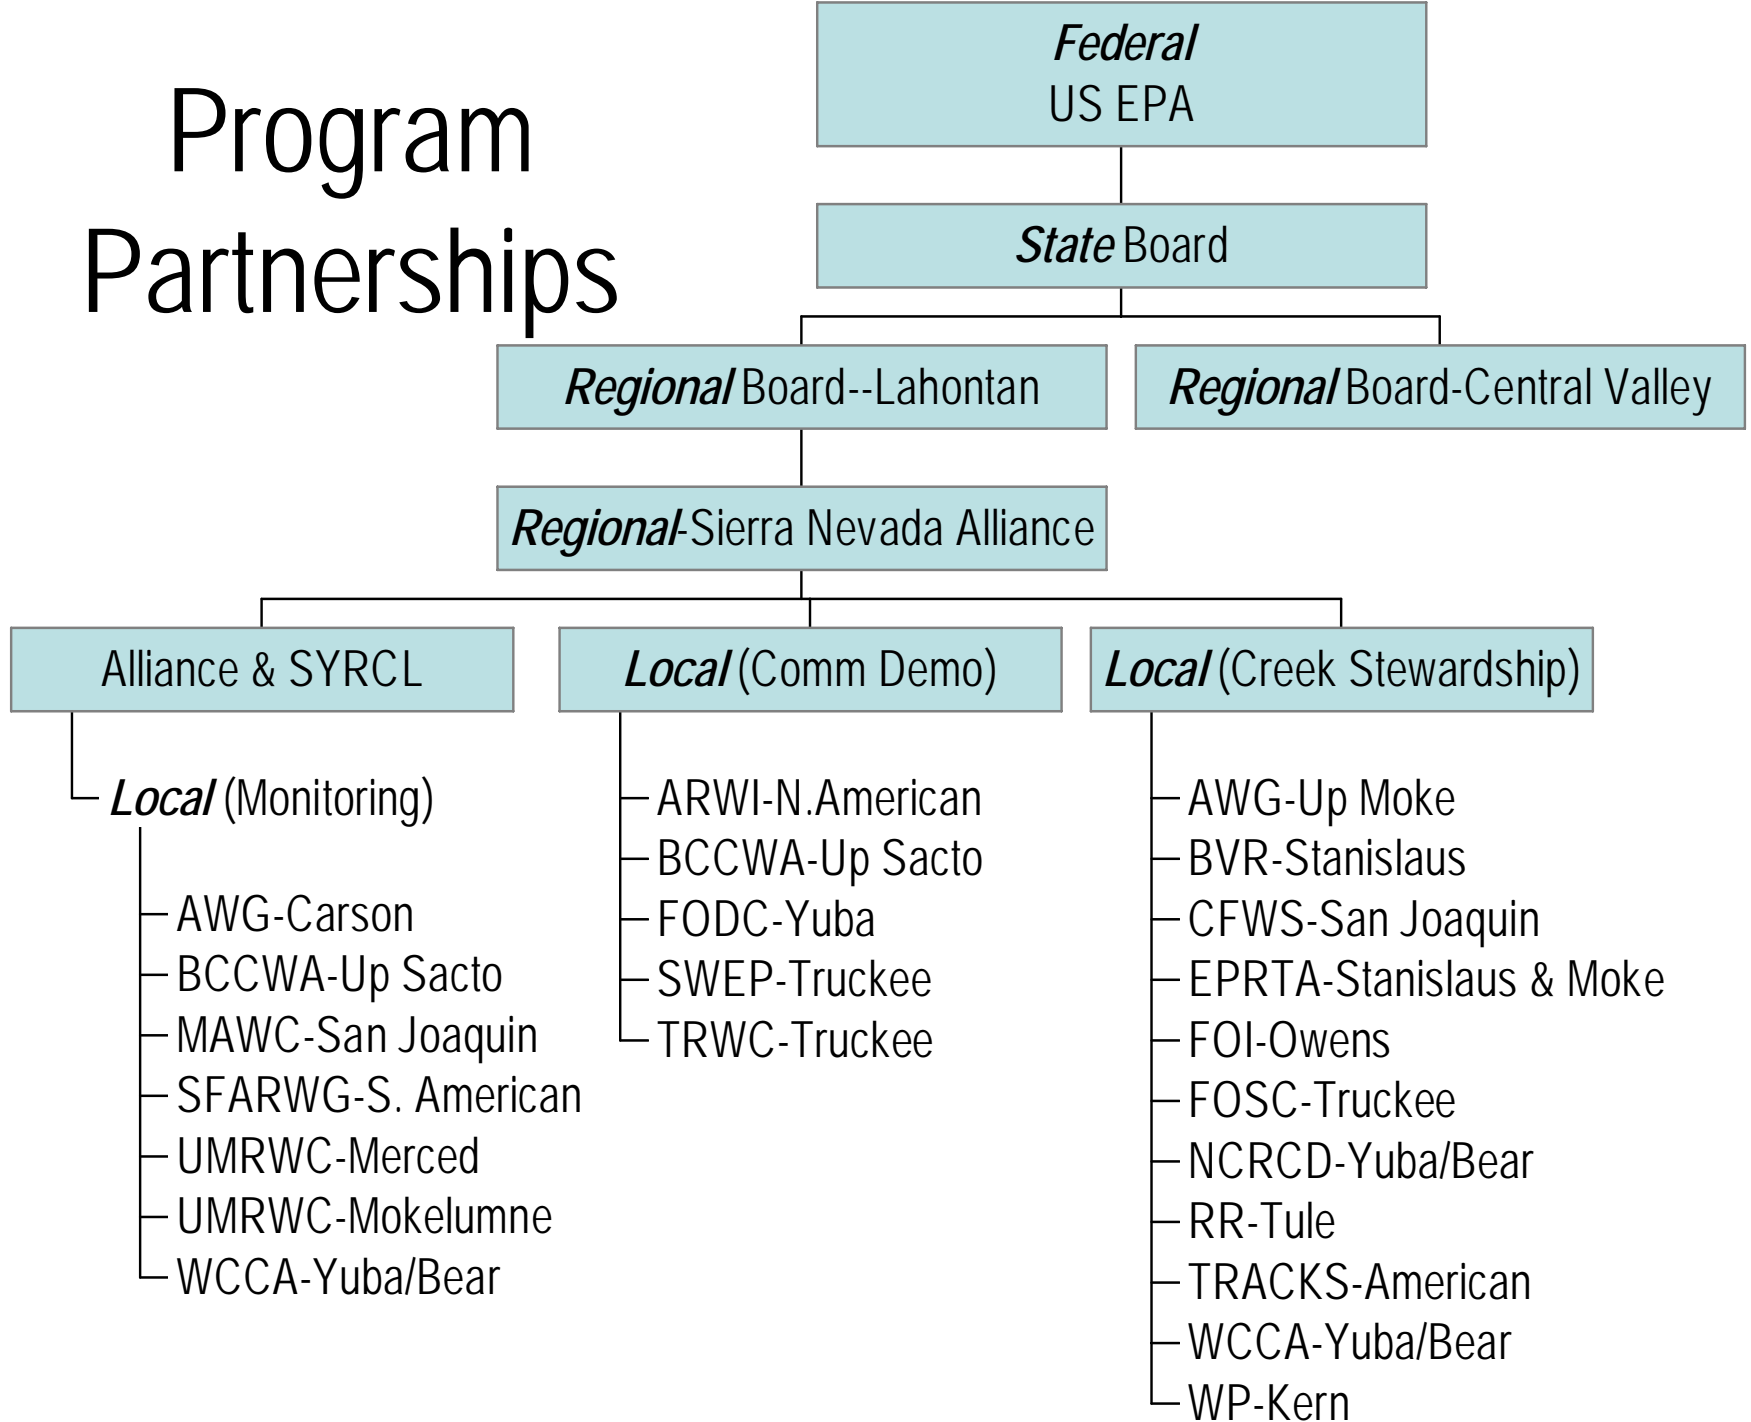 Program
Partnerships
Federal
US EPA
State Board
Regional Board--Lahontan
Regional Board-Central Valley
Regional-Sierra Nevada Alliance
Alliance & SYRCL
Local (Monitoring)
AWG-Carson
BCCWA-Up Sacto
MAWC-San Joaquin
SFARWG-S. American
UMRWC-Merced
UMRWC-Mokelumne
WCCA-Yuba/Bear
Local (Comm Demo)
ARWI-N.American
BCCWA-Up Sacto
FODC-Yuba
SWEP-Truckee
TRWC-Truckee
Local (Creek Stewardship)
AWG-Up Moke
BVR-Stanislaus
CFWS-San Joaquin
EPRTA-Stanislaus & Moke
FOI-Owens
FOSC-Truckee
NCRCD-Yuba/Bear
RR-Tule
TRACKS-American
WCCA-Yuba/Bear
WP-Kern